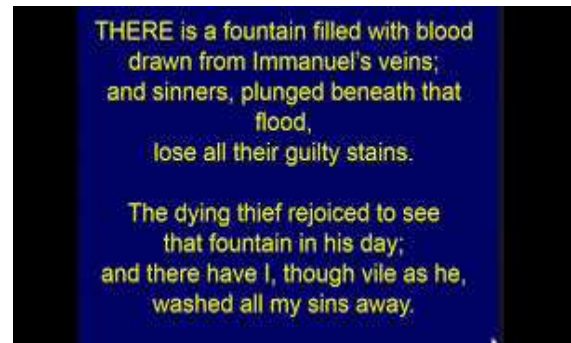 THERE is a fountain filled with blood
drawn from Immanuel's veins;
and sinners, plunged beneath that
flood,
lose all their guilty stains.
The dying thief rejoiced to see
that fountain in his day;
and there have I, though vile as he,
washed all my sins away.